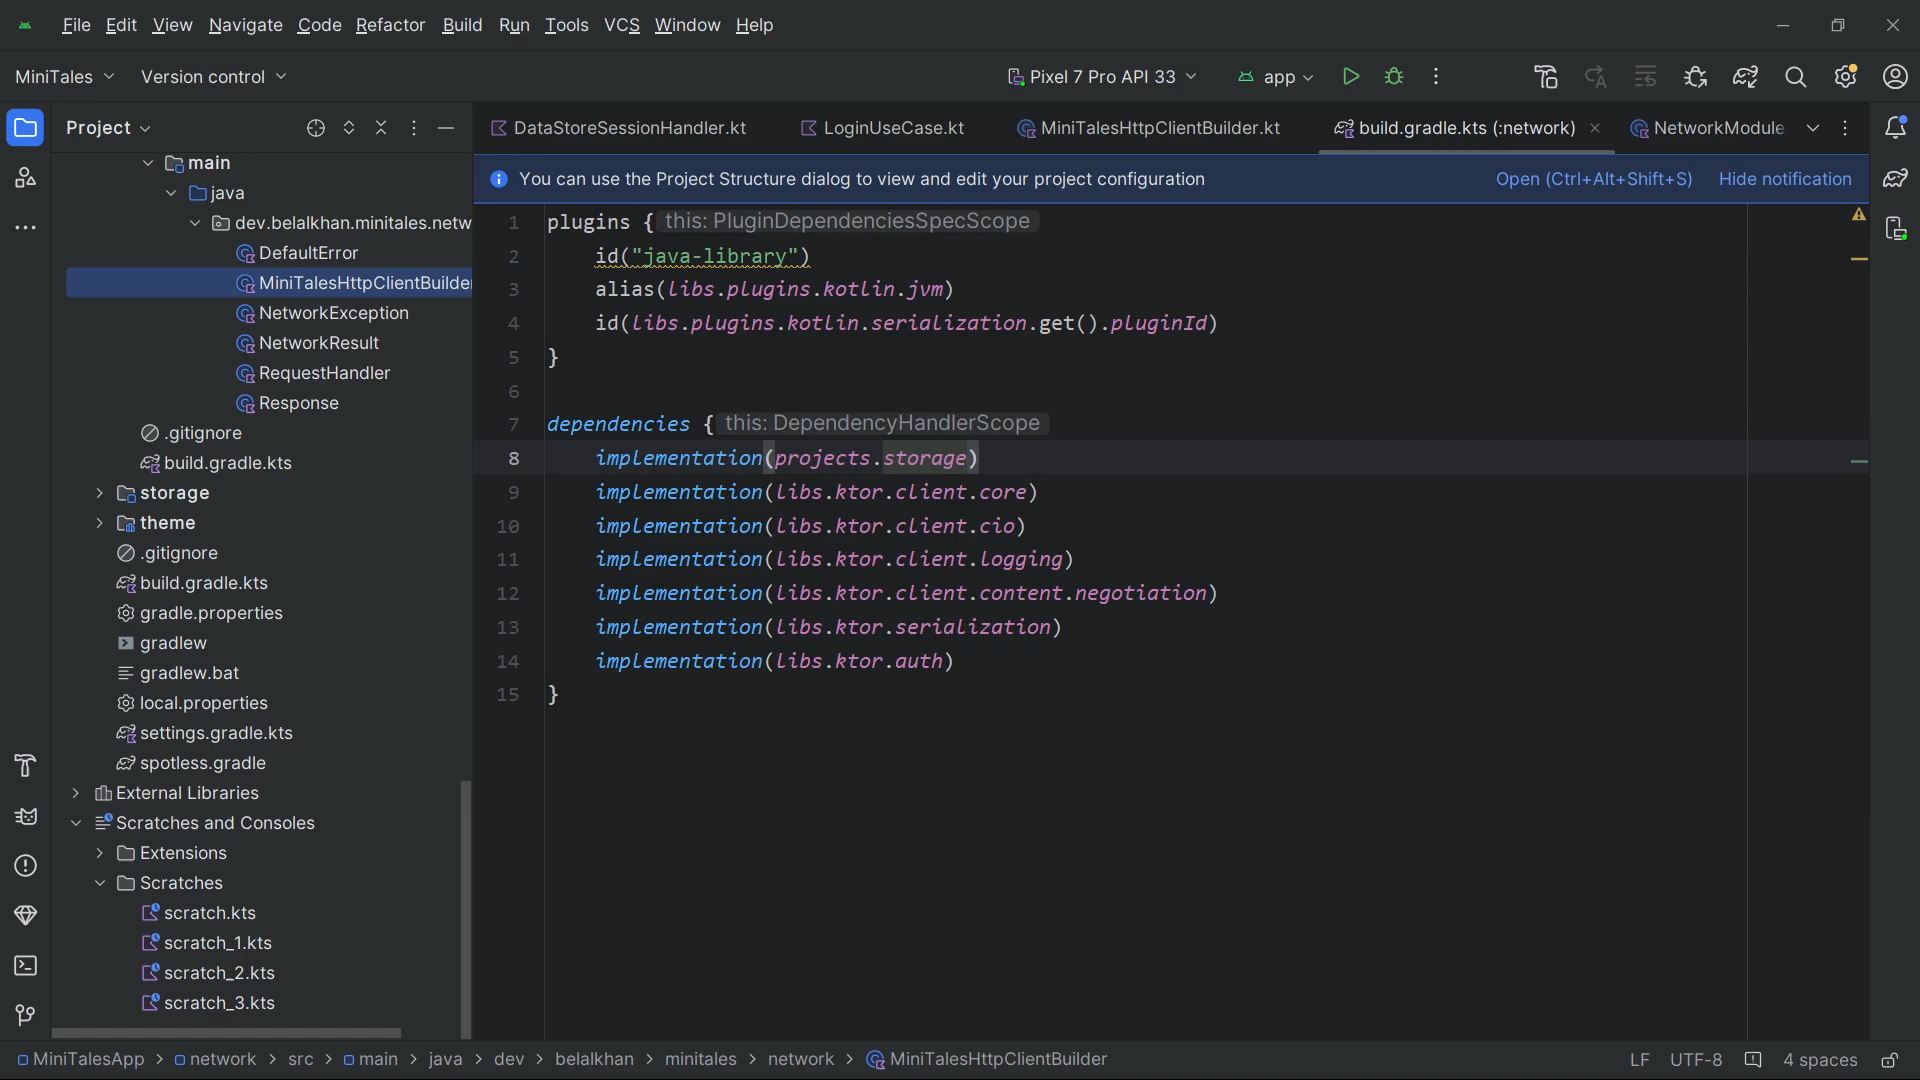 File Edit View Navigate Code Refactor Build Run Tools VCS Window Help
MiniTales Version control Pixel 7 Pro API 33 app
Project
DataStoreSessionHandler.kt LoginUseCase.kt MiniTalesHttpClientBuilder.kt build.gradle.kts (:network) NetworkModule
You can use the Project Structure dialog to view and edit your project configuration Open (Ctrl+Alt+Shift+S) Hide notification
main
java
dev.belalkhan.minitales.netw
DefaultError
MiniTalesHttpClientBuilder
NetworkException
NetworkResult
RequestHandler
Response
.gitignore
build.gradle.kts
storage
theme
.gitignore
build.gradle.kts
gradle.properties
gradlew
gradlew.bat
local.properties
settings.gradle.kts
spotless.gradle
External Libraries
Scratches and Consoles
Extensions
Scratches
scratch.kts
scratch_1.kts
scratch_2.kts
scratch_3.kts
1 plugins { this: PluginDependenciesSpecScope
2 id("java-library")
3 alias(libs.plugins.kotlin.jvm)
4 id(libs.plugins.kotlin.serialization.get().pluginId)
5 }
6
7 dependencies { this: DependencyHandlerScope
8 implementation(projects.storage)
9 implementation(libs.ktor.client.core)
10 implementation(libs.ktor.client.cio)
11 implementation(libs.ktor.client.logging)
12 implementation(libs.ktor.client.content.negotiation)
13 implementation(libs.ktor.serialization)
14 implementation(libs.ktor.auth)
15 }
MiniTalesApp > network > src > main > java > dev > belalkhan > minitales > network > MiniTalesHttpClientBuilder LF UTF-8 4 spaces